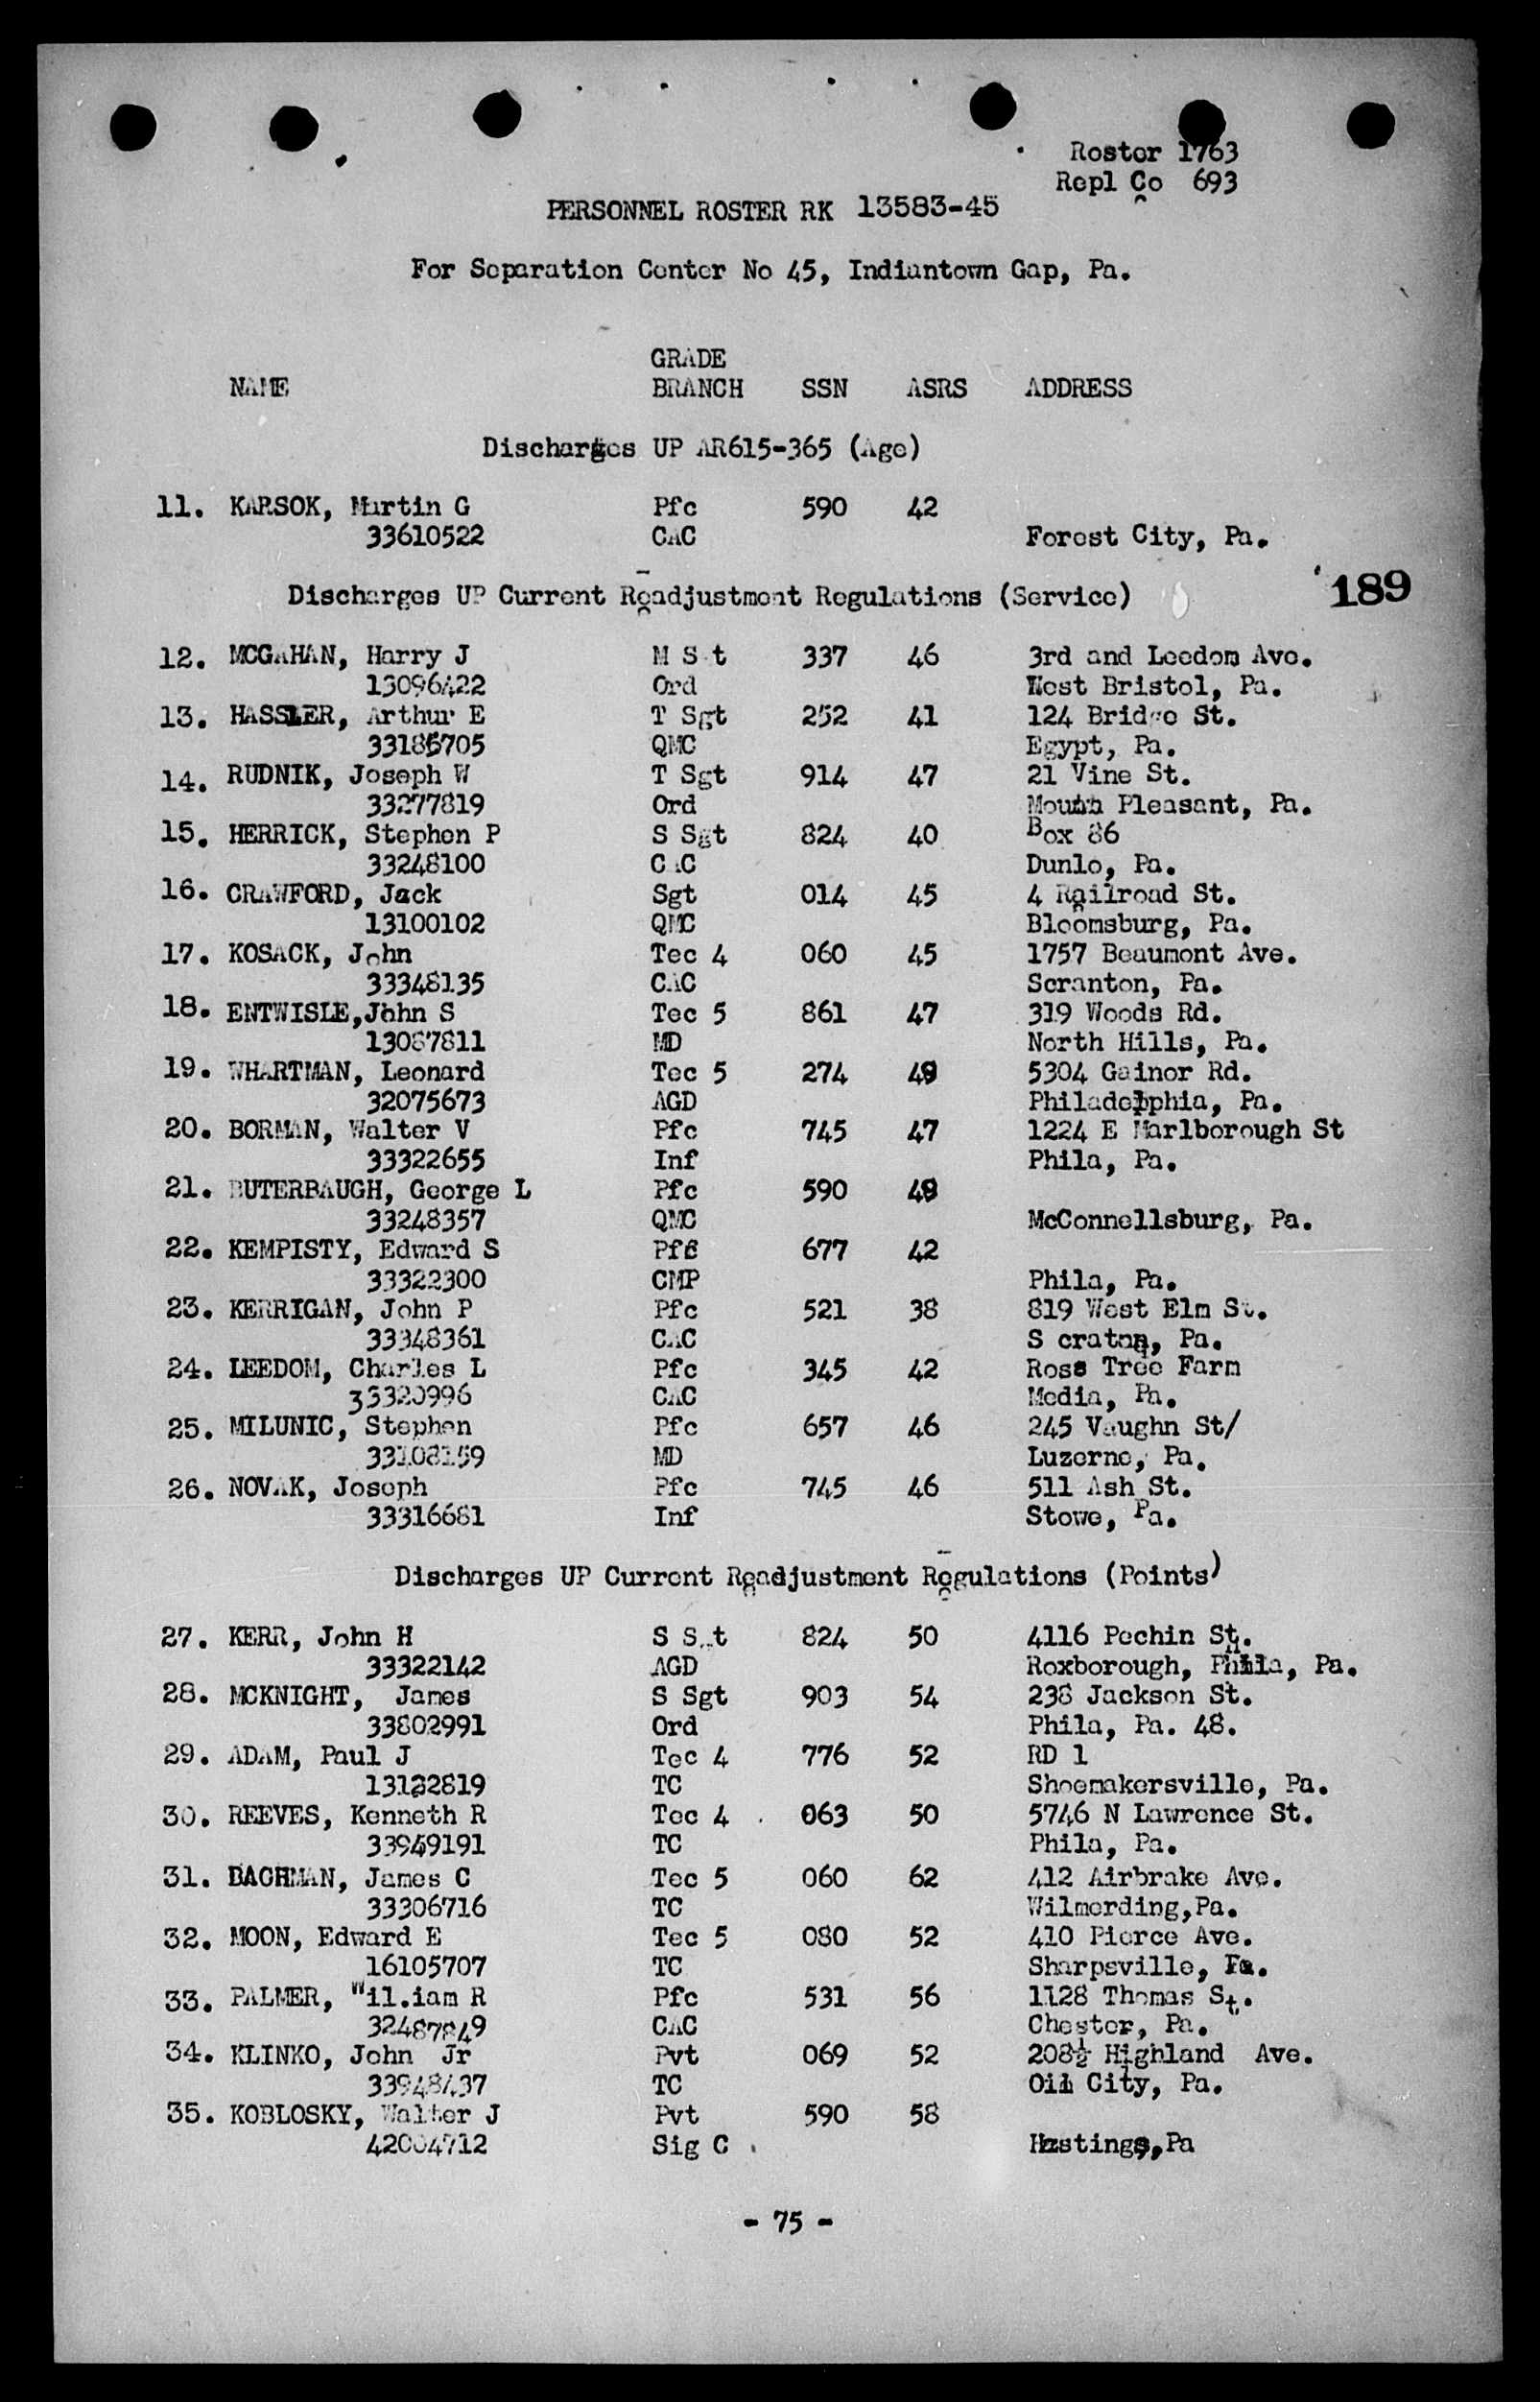 Roster 1763
Repl Co 693
PERSONNEL ROSTER RK 13583-45
For Separation Center No 45, Indiantown Gap, Pa.
GRADE
NAME BRANCH SSN ASRS ADDRESS
Discharges UP AR615-365 (Age)
11. KARSOK, Martin G Pfc 590 42
33610522 CAC Forest City, Pa.
Discharges UP Current Readjustment Regulations (Service) 189
12. MCGAHAN, Harry J M S t 337 46 3rd and Leedom Ave.
13096422 Ord West Bristol, Pa.
13. HASSLER, Arthur E T Sgt 252 41 124 Bridge St.
33185705 QMC Egypt, Pa.
14. RUDNIK, Joseph W T Sgt 914 47 21 Vine St.
33277819 Ord Mount Pleasant, Pa.
15. HERRICK, Stephen P S Sgt 824 40 Box 86
33248100 CAC Dunlo, Pa.
16. CRAWFORD, Jack Sgt 014 45 4 Railroad St.
13100102 QMC Bloomsburg, Pa.
17. KOSACK, John Tec 4 060 45 1757 Beaumont Ave.
33348135 CAC Scranton, Pa.
18. ENTWISLE, John S Tec 5 861 47 319 Woods Rd.
13087811 MD North Hills, Pa.
19. WHARTMAN, Leonard Tec 5 274 49 5304 Gainor Rd.
32075673 AGD Philadelphia, Pa.
20. BORMAN, Walter V Pfc 745 47 1224 E Marlborough St
33322655 Inf Phila, Pa.
21. BUTERBAUGH, George L Pfc 590 49
33248357 QMC McConnellsburg, Pa.
22. KEMPISTY, Edward S Pfc 677 42
33322300 CMP Phila, Pa.
23. KERRIGAN, John P Pfc 521 38 819 West Elm St.
33348361 CAC S craton, Pa.
24. LEEDOM, Charles L Pfc 345 42 Rose Tree Farm
33320996 CAC Media, Pa.
25. MILUNIC, Stephen Pfc 657 46 245 Vaughn St/
33108159 MD Luzerne, Pa.
26. NOVAK, Joseph Pfc 745 46 511 Ash St.
33316681 Inf Stowe, Pa.
Discharges UP Current Readjustment Regulations (Points)
27. KERR, John H S S t 824 50 4116 Pechin St.
33322142 AGD Roxborough, Phila, Pa.
28. MCKNIGHT, James S Sgt 903 54 238 Jackson St.
33802991 Ord Phila, Pa. 48.
29. ADAM, Paul J Tec 4 776 52 RD 1
13122819 TC Shoemakersville, Pa.
30. REEVES, Kenneth R Tec 4 063 50 5746 N Lawrence St.
33949191 TC Phila, Pa.
31. BACHMAN, James C Tec 5 060 62 412 Airbrake Ave.
33306716 TC Wilmerding,Pa.
32. MOON, Edward E Tec 5 080 52 410 Pierce Ave.
16105707 TC Sharpsville, Pa.
33. PALMER, William R Pfc 531 56 1128 Thomas St.
32487849 CAC Chester, Pa.
34. KLINKO, John Jr Pvt 069 52 208½ Highland Ave.
33948437 TC Oil City, Pa.
35. KOBLOSKY, Walter J Pvt 590 58
42004712 Sig C Hastings,Pa
- 75 -